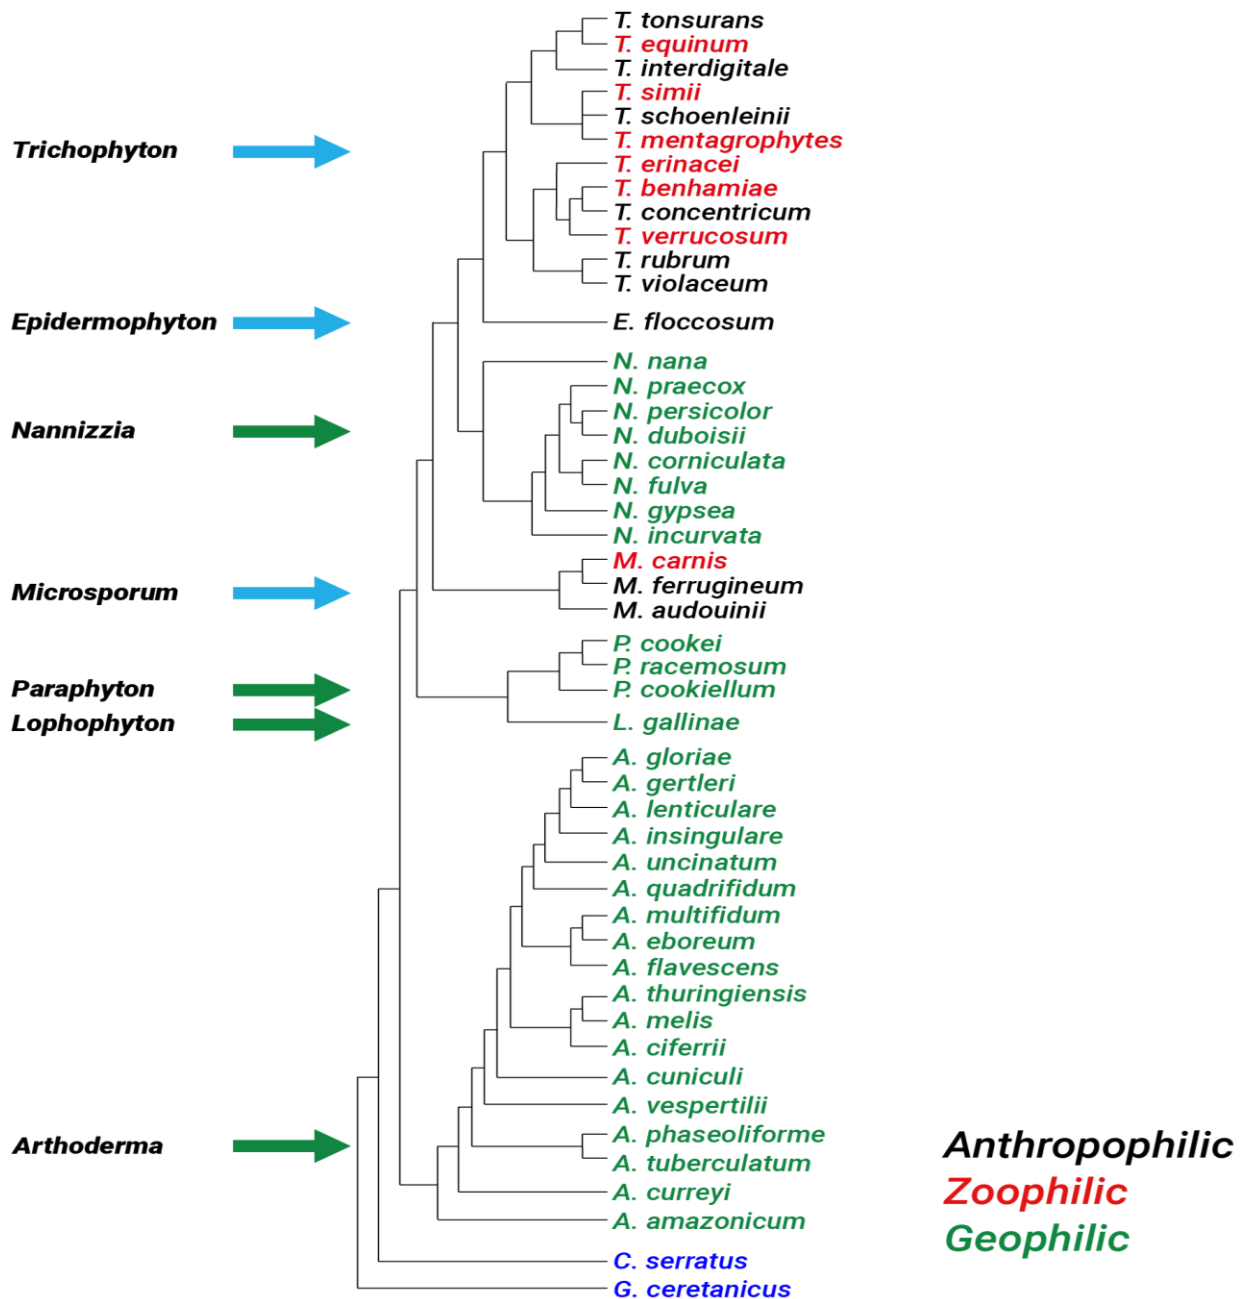 T. tonsurans
T. equinum
T. interdigitale
T. simii
T. schoenleinii
Trichophyton
T. mentagrophytes
T. erinacei
T. benhamiae
T. concentricum
T. verrucosum
T. rubrum
T. violaceum
Epidermophyton
E. floccosum
N. nana
N. praecox
N. persicolor
Nannizzia
N. duboisii
N. corniculata
N. fulva
N. gypsea
N. incurvata
M. carnis
Microsporum
M. ferrugineum
M. audouinii
P. cookei
P. racemosum
Paraphyton
P. cookiellum
Lophophyton
L. gallinae
A. gloriae
A. gertleri
A. lenticulare
A. insingulare
A. uncinatum
A. quadrifidum
A. multifidum
A. eboreum
A. flavescens
A. thuringiensis
A. melis
A. ciferrii
A. cuniculi
A. vespertilii
A. phaseoliforme
Arthoderma
A. tuberculatum
A. curreyi
A. amazonicum
C. serratus
G. ceretanicus
Anthropophilic
Zoophilic
Geophilic